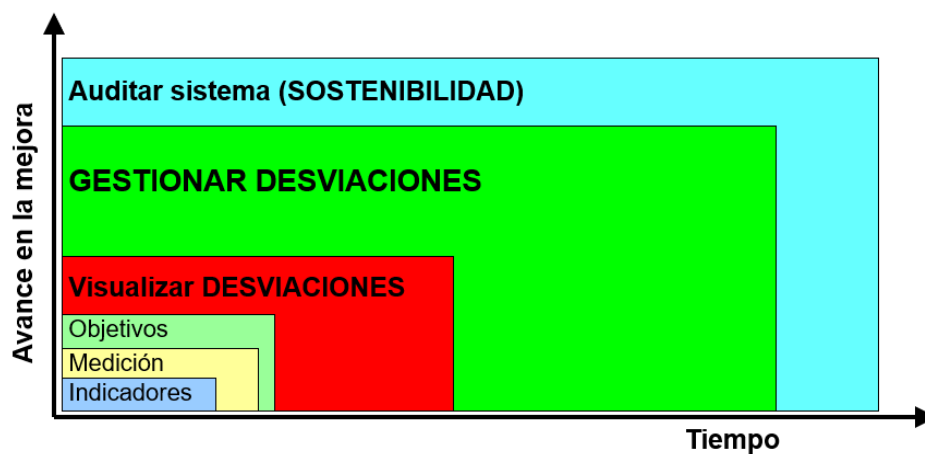 Avance en la mejora
Auditar sistema (SOSTENIBILIDAD)
GESTIONAR DESVIACIONES
Visualizar DESVIACIONES
Objetivos
Medición
Indicadores
Tiempo